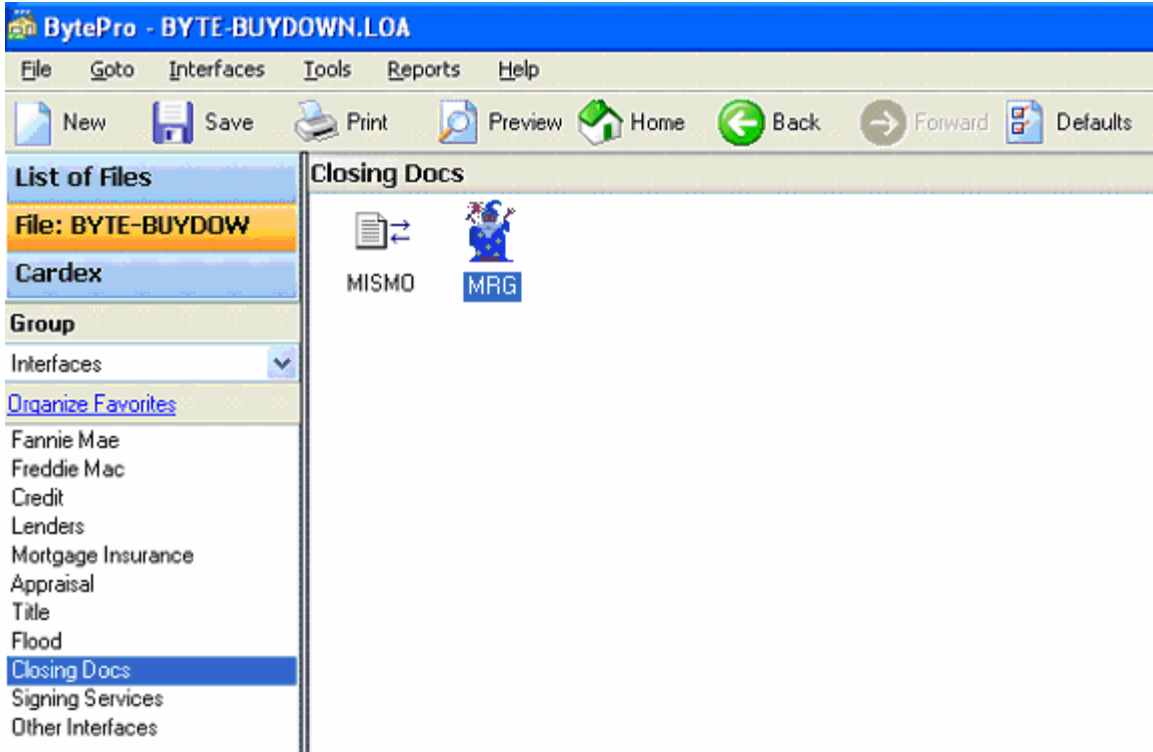 BytePro - BYTE-BUYDOWN.LOA
File Goto Interfaces Tools Reports Help
New Save Print Preview Home Back Forward Defaults
List of Files
File: BYTE-BUYDOW
Cardex
Group
Interfaces
Organize Favorites
Fannie Mae
Freddie Mac
Credit
Lenders
Mortgage Insurance
Appraisal
Title
Flood
Closing Docs
Signing Services
Other Interfaces
Closing Docs
MISMO MRG